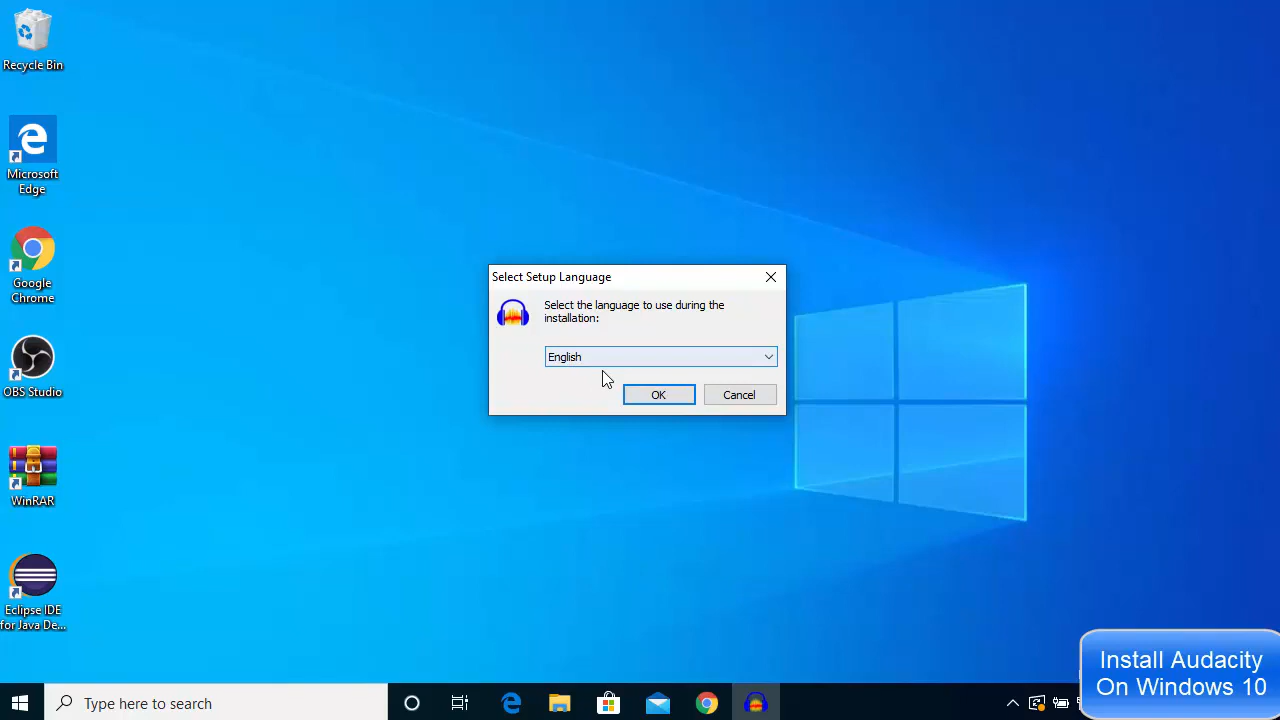 Recycle Bin
Microsoft
Edge
Google
Chrome
OBS Studio
WinRAR
Eclipse IDE
for Java De...
Select Setup Language
Select the language to use during the
installation:
English
OK
Cancel
Type here to search
Install Audacity
On Windows 10